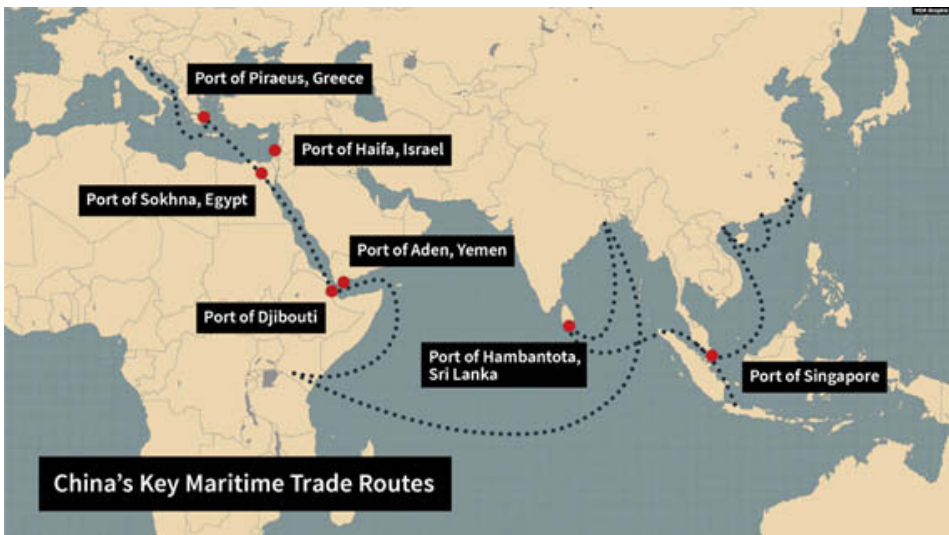 Port of Piraeus, Greece
Port of Haifa, Israel
Port of Sokhna, Egypt
Port of Aden, Yemen
Port of Djibouti
Port of Hambantota,
Sri Lanka
Port of Singapore
China’s Key Maritime Trade Routes